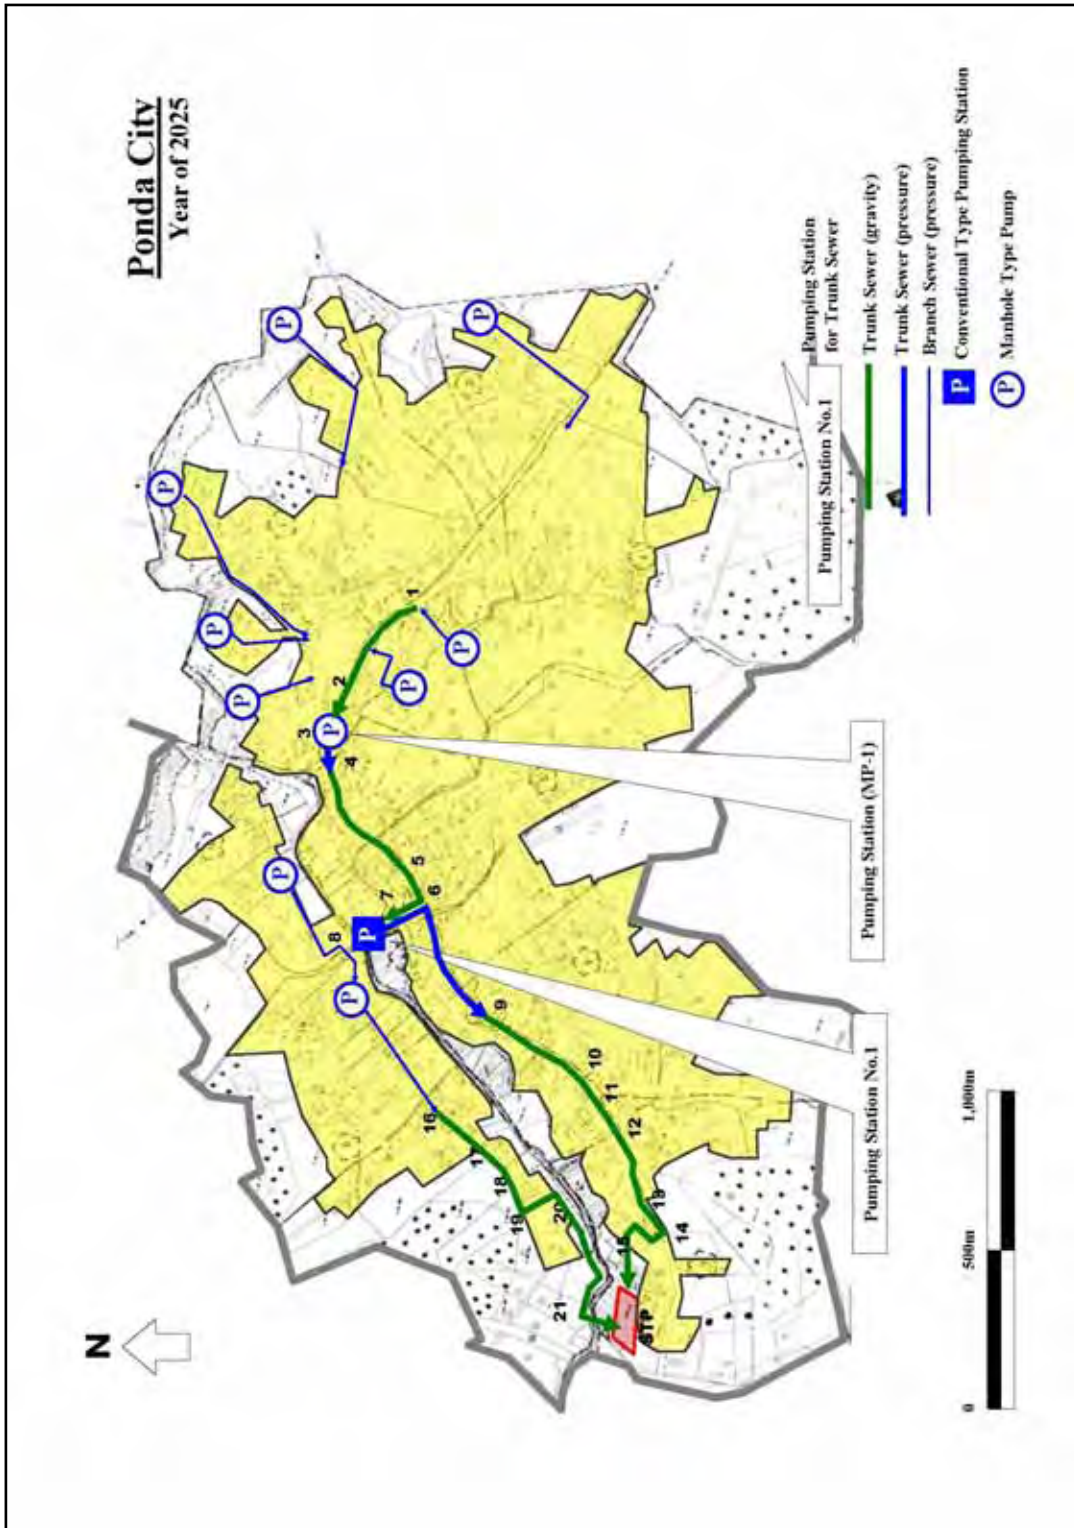 Ponda City
Year of 2025
N
P
P
P
P
P
P
P
P
P
P
P
P
1
2
3
4
5
6
7
8
9
10
11
12
13
14
15
16
17
18
19
20
21
STP
Pumping Station No.1
Pumping Station (MP-1)
Pumping Station No.1
Pumping Station
for Trunk Sewer
Trunk Sewer (gravity)
Trunk Sewer (pressure)
Branch Sewer (pressure)
P
Conventional Type Pumping Station
P
Manhole Type Pump
0
500m
1,000m